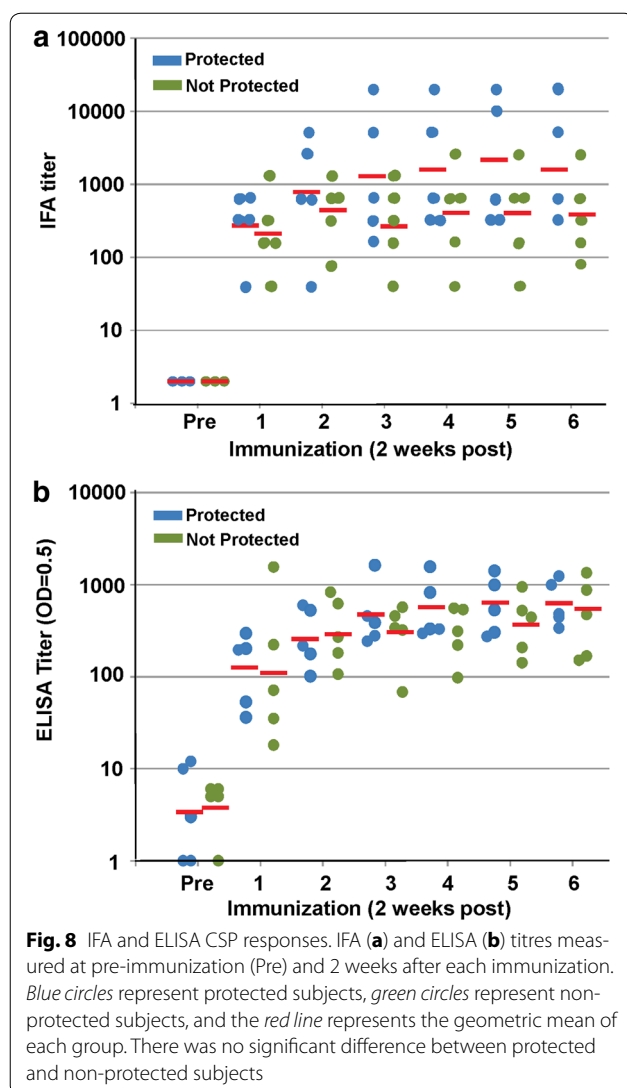 a
100000
10000
1000
100
10
1
IFA titer
Protected
Not Protected
Pre 1 2 3 4 5 6
Immunization (2 weeks post)
b
10000
1000
100
10
1
ELISA Titer (OD=0.5)
Protected
Not Protected
Pre 1 2 3 4 5 6
Immunization (2 weeks post)
Fig. 8 IFA and ELISA CSP responses. IFA (a) and ELISA (b) titres meas-
ured at pre-immunization (Pre) and 2 weeks after each immunization.
Blue circles represent protected subjects, green circles represent non-
protected subjects, and the red line represents the geometric mean of
each group. There was no significant difference between protected
and non-protected subjects